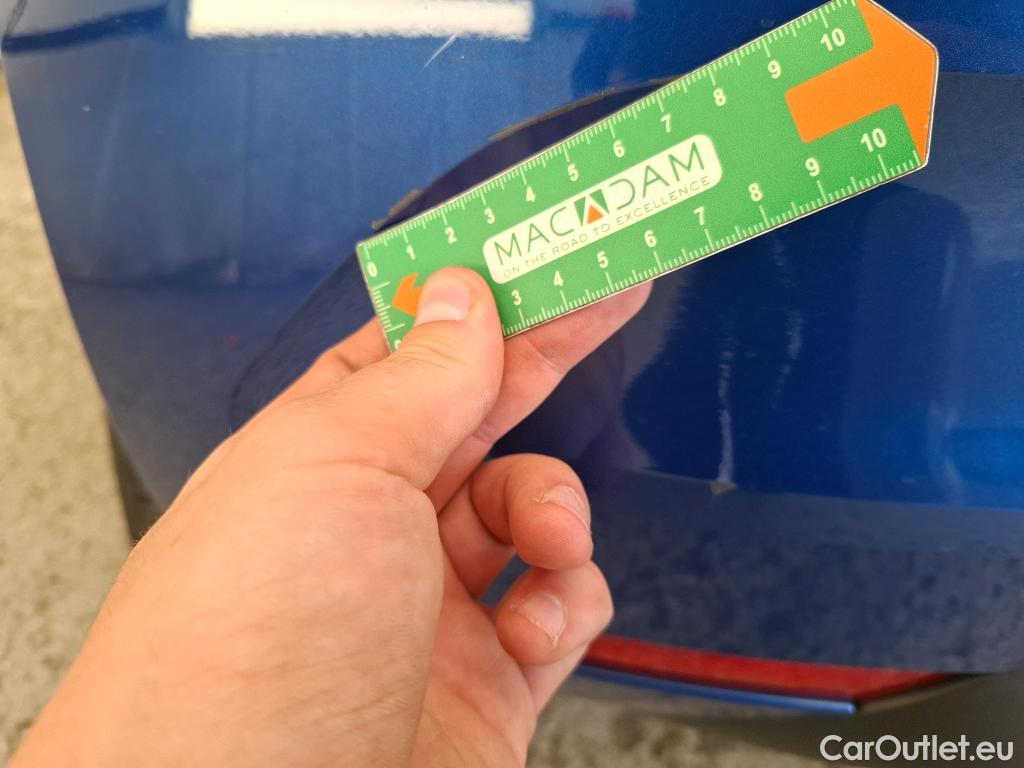 0 1 2 3 4 5 6 7 8 9 10
MACADAM
ON THE ROAD TO EXCELLENCE
3 4 5 6 7 8 9 10
CarOutlet.eu